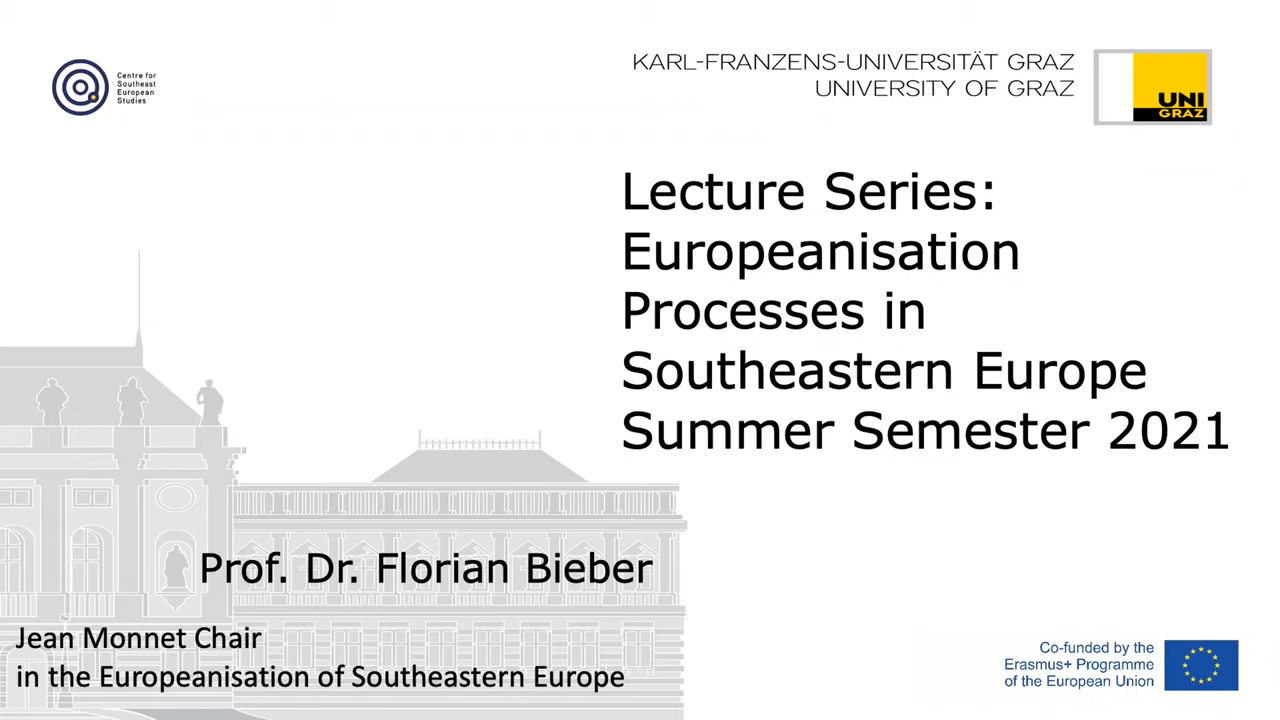 Centre for
Southeast
European
Studies
KARL-FRANZENS-UNIVERSITÄT GRAZ
UNIVERSITY OF GRAZ
UNI
GRAZ
Lecture Series:
Europeanisation
Processes in
Southeastern Europe
Summer Semester 2021
Prof. Dr. Florian Bieber
Jean Monnet Chair
in the Europeanisation of Southeastern Europe
Co-funded by the
Erasmus+ Programme
of the European Union